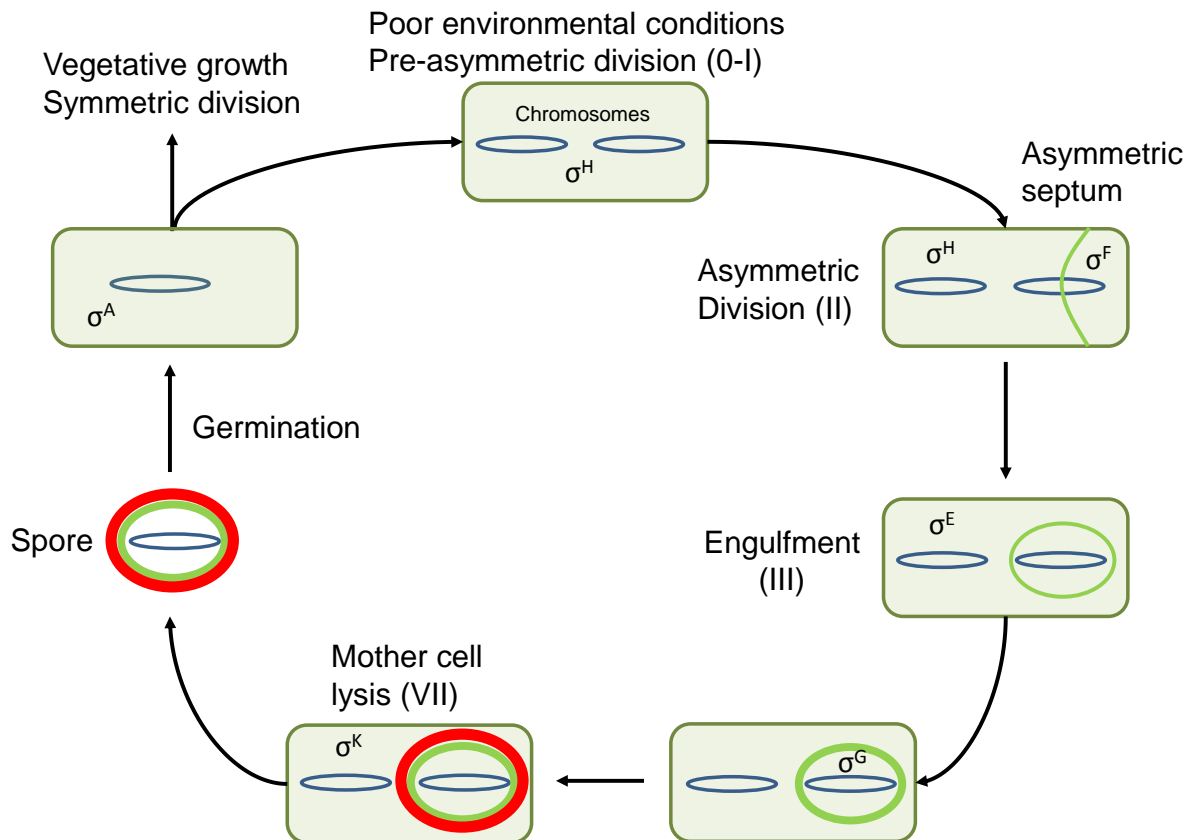 Poor environmental conditions
Pre-asymmetric division (0-I)
Vegetative growth
Symmetric division
Chromosomes
σᴴ
Asymmetric
septum
σᴴ
σF
Asymmetric
Division (II)
σᴬ
Germination
Spore
σᴱ
Engulfment
(III)
Mother cell
lysis (VII)
σᴷ
σᴳ